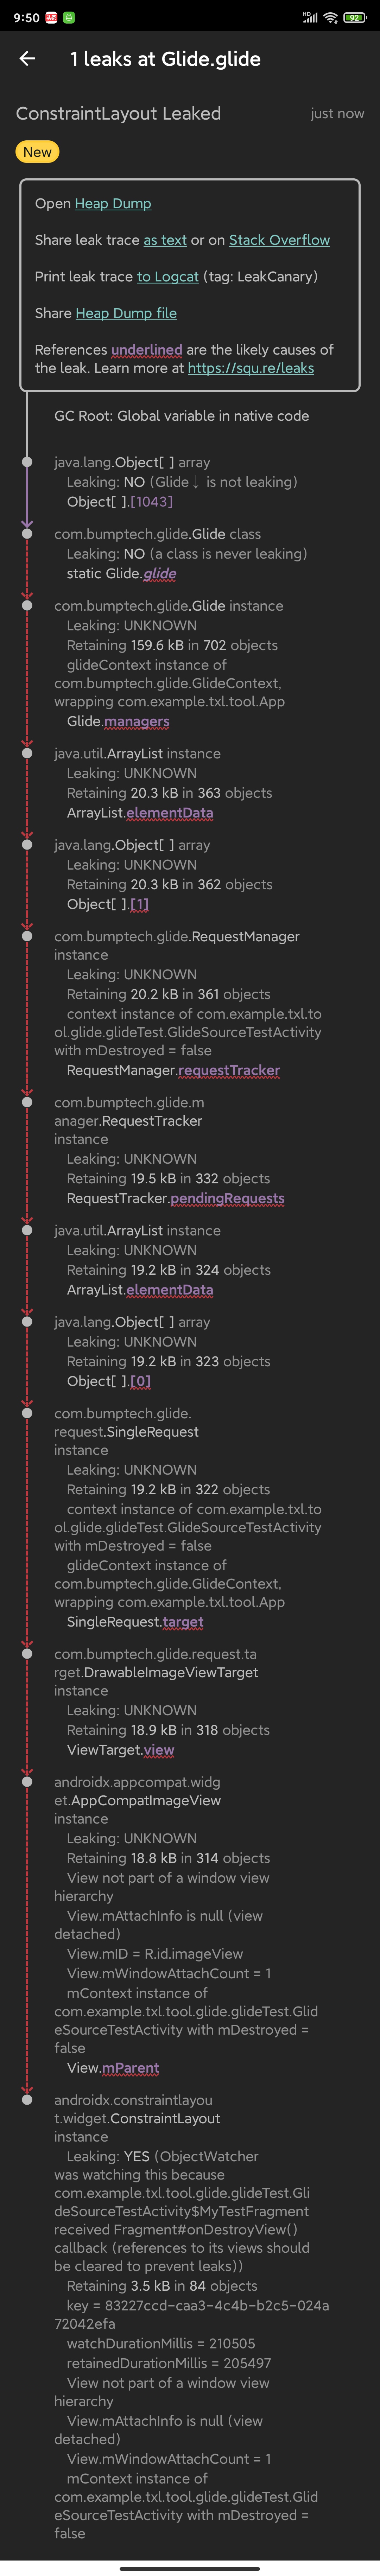 9:50
HD
92
1 leaks at Glide.glide
ConstraintLayout Leaked
just now
New
Open Heap Dump
Share leak trace as text or on Stack Overflow
Print leak trace to Logcat (tag: LeakCanary)
Share Heap Dump file
References underlined are the likely causes of
the leak. Learn more at https://squ.re/leaks
GC Root: Global variable in native code
java.lang.Object[ ] array
Leaking: NO (Glide↓ is not leaking)
Object[ ].[1043]
com.bumptech.glide.Glide class
Leaking: NO (a class is never leaking)
static Glide.glide
com.bumptech.glide.Glide instance
Leaking: UNKNOWN
Retaining 159.6 kB in 702 objects
glideContext instance of
com.bumptech.glide.GlideContext,
wrapping com.example.txl.tool.App
Glide.managers
java.util.ArrayList instance
Leaking: UNKNOWN
Retaining 20.3 kB in 363 objects
ArrayList.elementData
java.lang.Object[ ] array
Leaking: UNKNOWN
Retaining 20.3 kB in 362 objects
Object[ ].[1]
com.bumptech.glide.RequestManager
instance
Leaking: UNKNOWN
Retaining 20.2 kB in 361 objects
context instance of com.example.txl.to
ol.glide.glideTest.GlideSourceTestActivity
with mDestroyed = false
RequestManager.requestTracker
com.bumptech.glide.m
anager.RequestTracker
instance
Leaking: UNKNOWN
Retaining 19.5 kB in 332 objects
RequestTracker.pendingRequests
java.util.ArrayList instance
Leaking: UNKNOWN
Retaining 19.2 kB in 324 objects
ArrayList.elementData
java.lang.Object[ ] array
Leaking: UNKNOWN
Retaining 19.2 kB in 323 objects
Object[ ].[0]
com.bumptech.glide.
request.SingleRequest
instance
Leaking: UNKNOWN
Retaining 19.2 kB in 322 objects
context instance of com.example.txl.to
ol.glide.glideTest.GlideSourceTestActivity
with mDestroyed = false
glideContext instance of
com.bumptech.glide.GlideContext,
wrapping com.example.txl.tool.App
SingleRequest.target
com.bumptech.glide.request.ta
rget.DrawableImageViewTarget
instance
Leaking: UNKNOWN
Retaining 18.9 kB in 318 objects
ViewTarget.view
androidx.appcompat.widg
et.AppCompatImageView
instance
Leaking: UNKNOWN
Retaining 18.8 kB in 314 objects
View not part of a window view
hierarchy
View.mAttachInfo is null (view
detached)
View.mID = R.id.imageView
View.mWindowAttachCount = 1
mContext instance of
com.example.txl.tool.glide.glideTest.Glid
eSourceTestActivity with mDestroyed =
false
View.mParent
androidx.constraintlayou
t.widget.ConstraintLayout
instance
Leaking: YES (ObjectWatcher
was watching this because
com.example.txl.tool.glide.glideTest.Gli
deSourceTestActivity$MyTestFragment
received Fragment#onDestroyView()
callback (references to its views should
be cleared to prevent leaks))
Retaining 3.5 kB in 84 objects
key = 83227ccd-caa3-4c4b-b2c5-024a
72042efa
watchDurationMillis = 210505
retainedDurationMillis = 205497
View not part of a window view
hierarchy
View.mAttachInfo is null (view
detached)
View.mWindowAttachCount = 1
mContext instance of
com.example.txl.tool.glide.glideTest.Glid
eSourceTestActivity with mDestroyed =
false